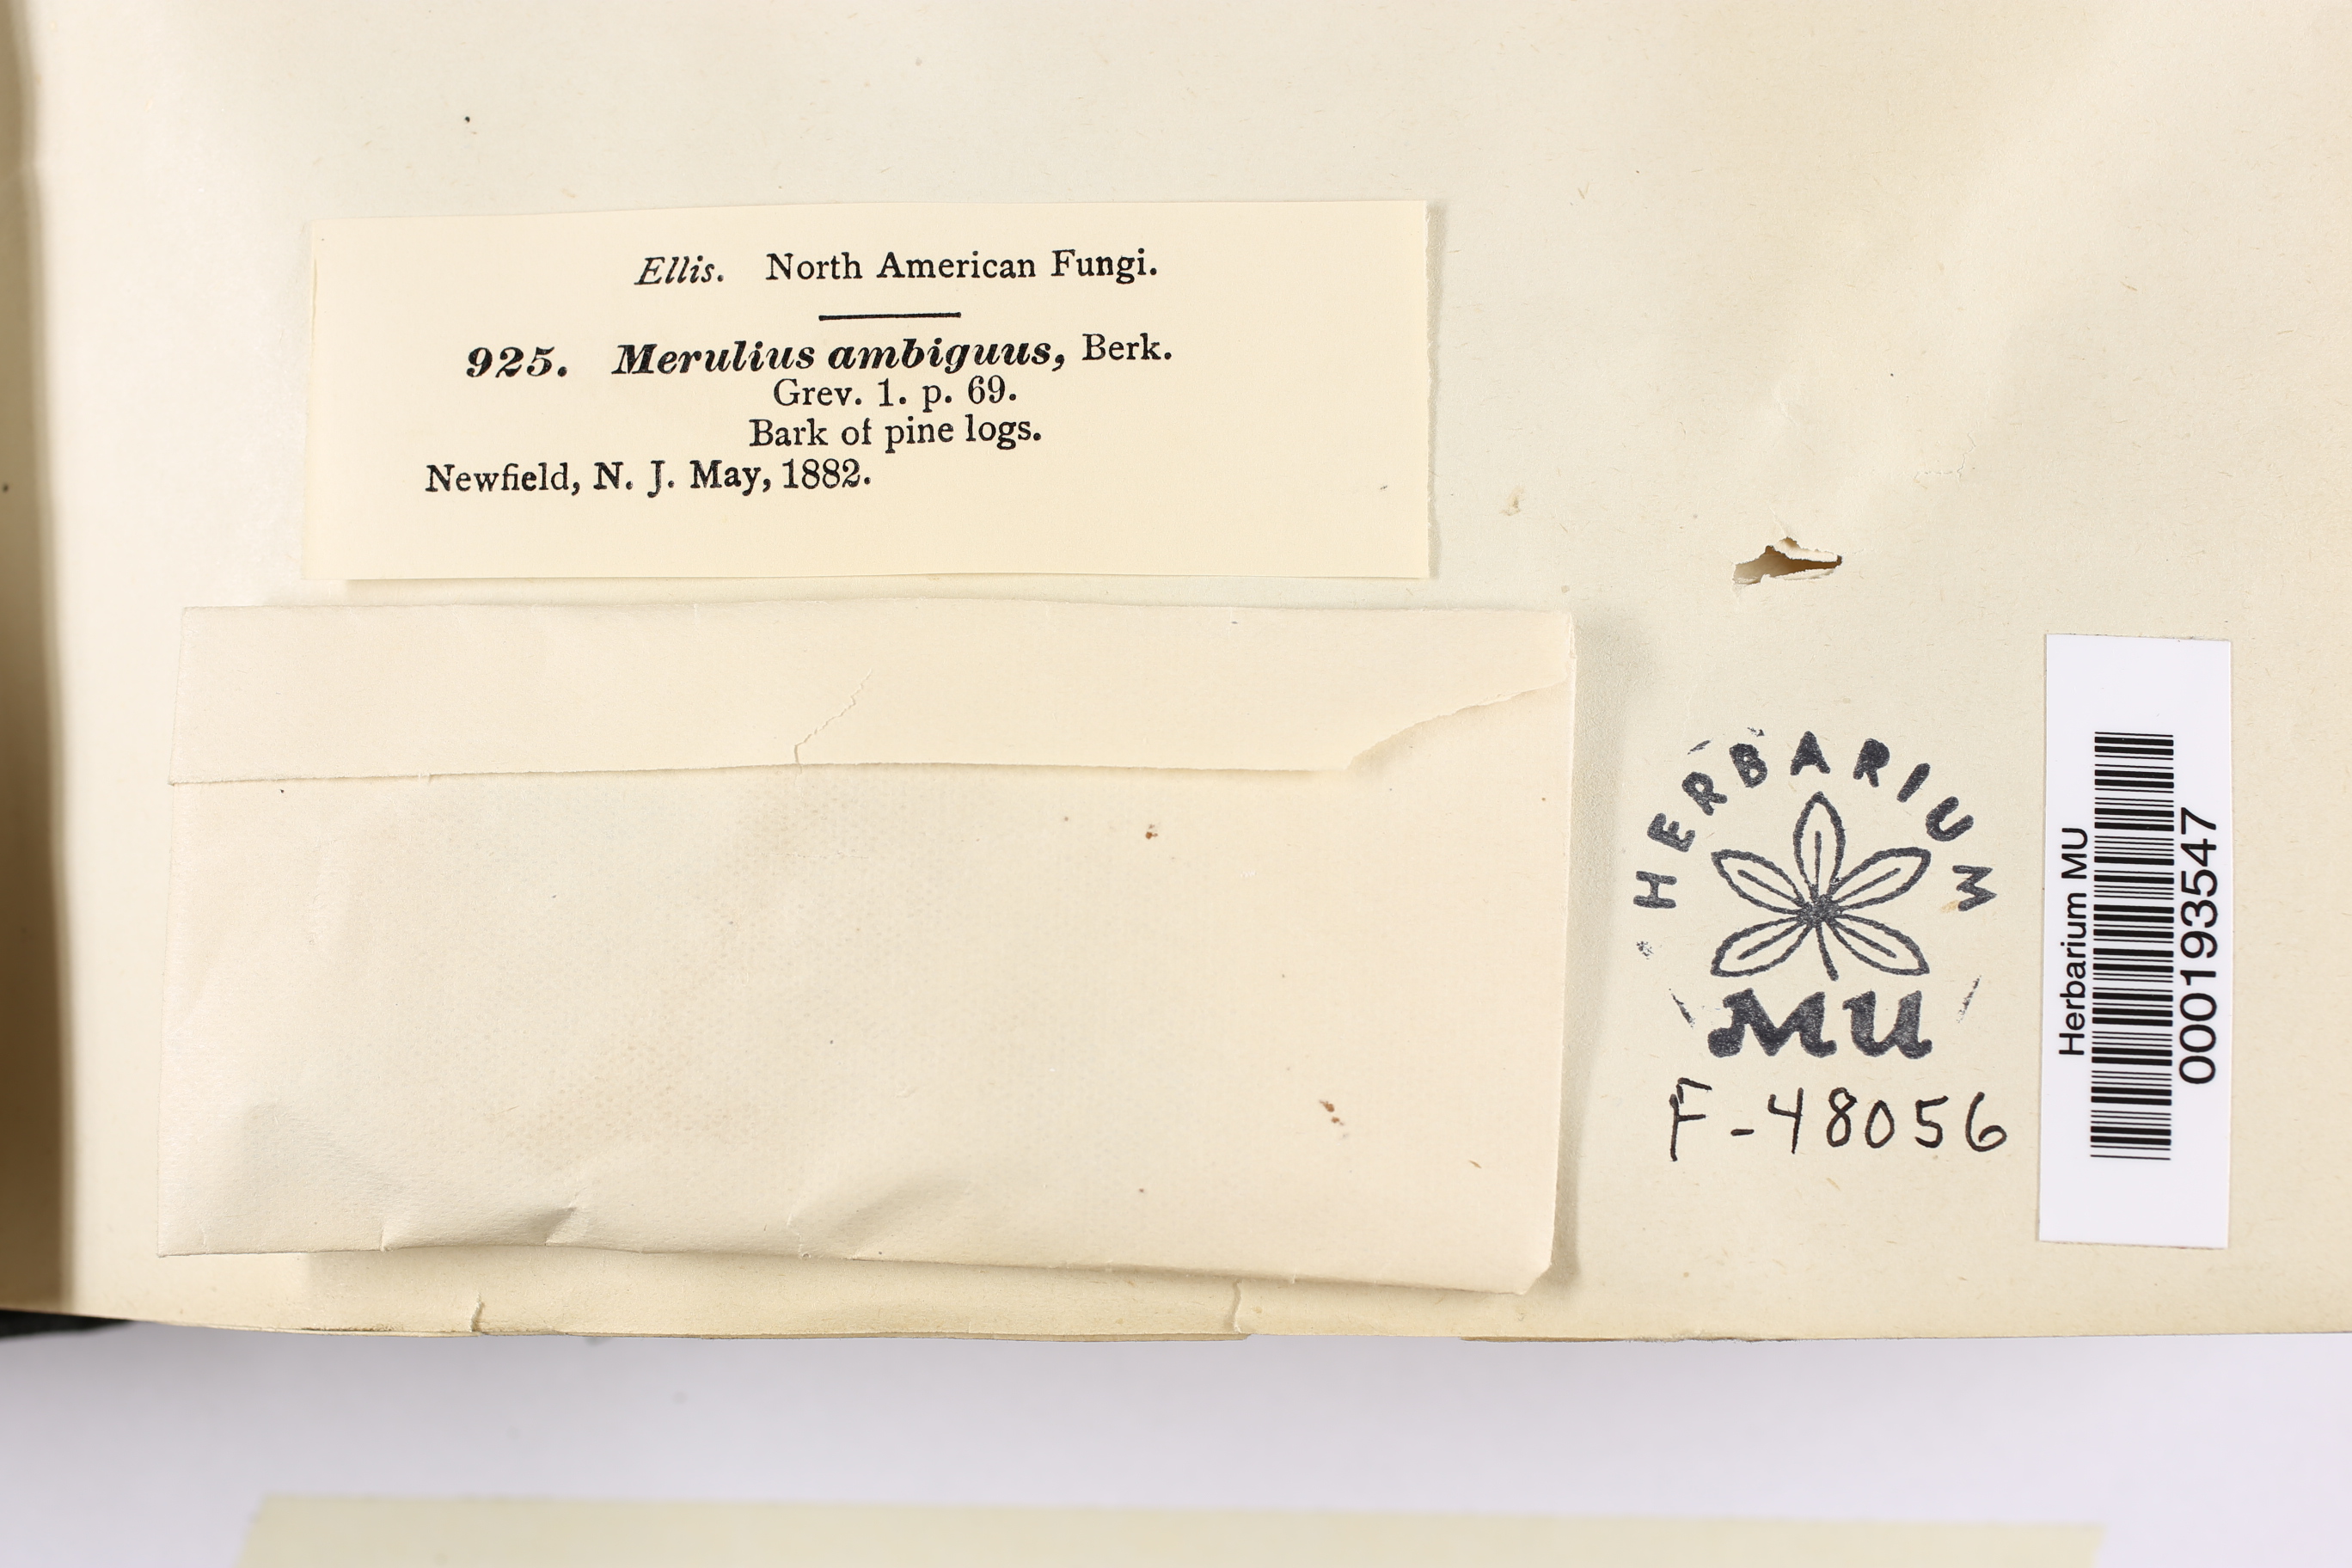 Ellis. North American Fungi.
925. Merulius ambiguus, Berk.
Grev. 1. p. 69.
Bark of pine logs.
Newfield, N. J. May, 1882.
HERBARIUM
MU
F-48056
Herbarium MU
000193547